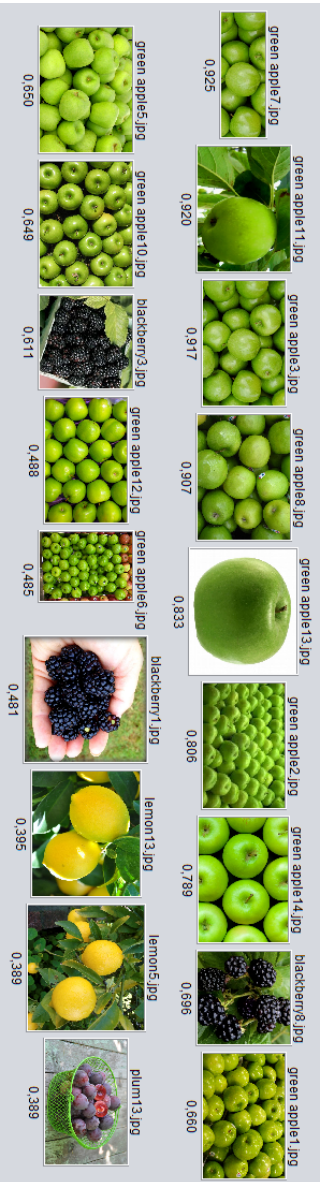 green apple7.jpg
0,925
green apple11.jpg
0,920
green apple3.jpg
0,917
green apple8.jpg
0,907
green apple13.jpg
0,833
green apple2.jpg
0,806
green apple14.jpg
0,789
blackberry8.jpg
0,696
green apple1.jpg
0,660
green apple5.jpg
0,650
green apple10.jpg
0,649
blackberry3.jpg
0,611
green apple12.jpg
0,488
green apple6.jpg
0,485
blackberry1.jpg
0,481
lemon13.jpg
0,395
lemon5.jpg
0,389
plum13.jpg
0,389